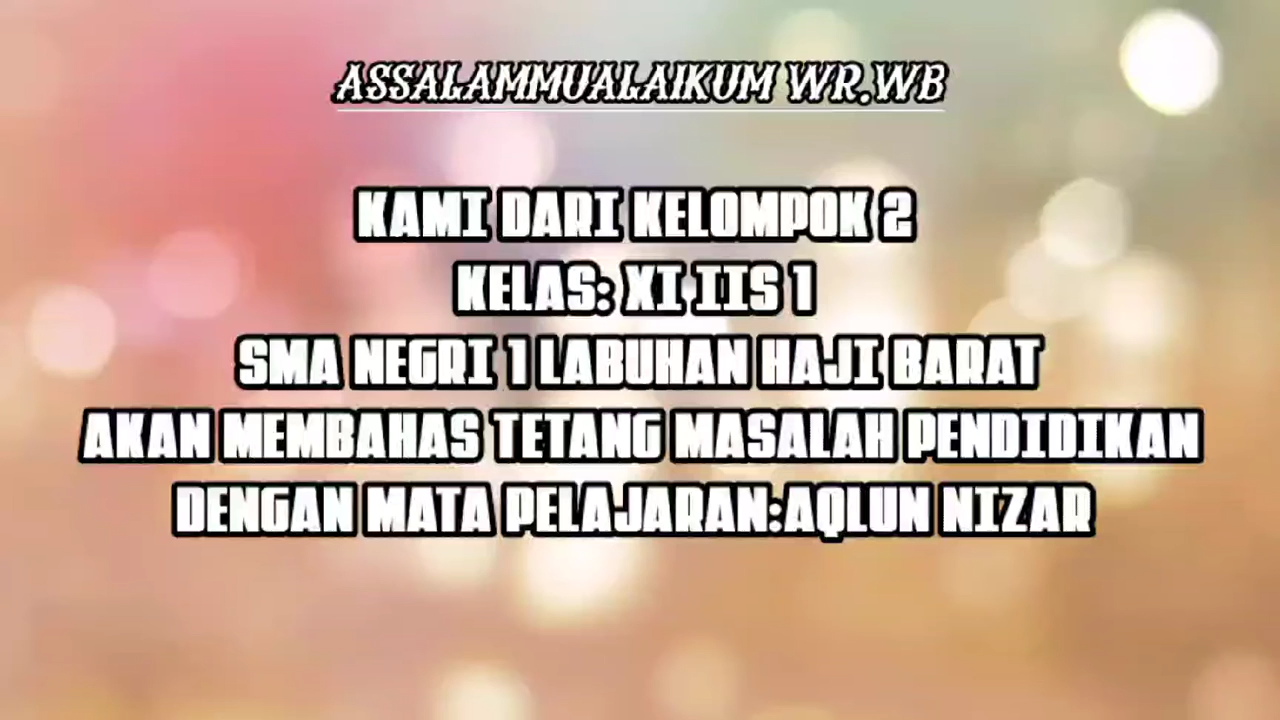 ASSALAMMUALAIKUM WR.WB
KAMI DARI KELOMPOK 2
KELAS: XI IIS 1
SMA NEGRI 1 LABUHAN HAJI BARAT
AKAN MEMBAHAS TETANG MASALAH PENDIDIKAN
DENGAN MATA PELAJARAN:AQLUN NIZAR